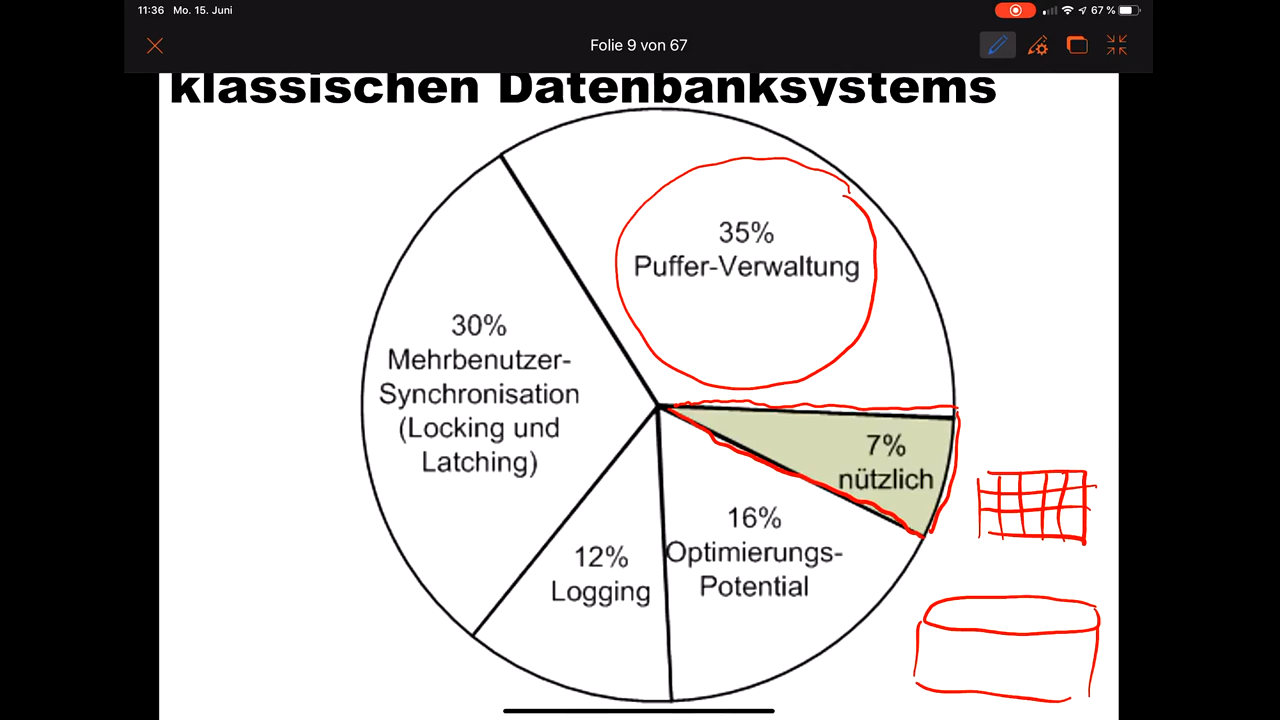 11:36 Mo. 15. Juni
67 %
Folie 9 von 67
klassischen Datenbanksystems
35%
Puffer-Verwaltung
30%
Mehrbenutzer-
Synchronisation
(Locking und
Latching)
7%
nützlich
16%
Optimierungs-
Potential
12%
Logging